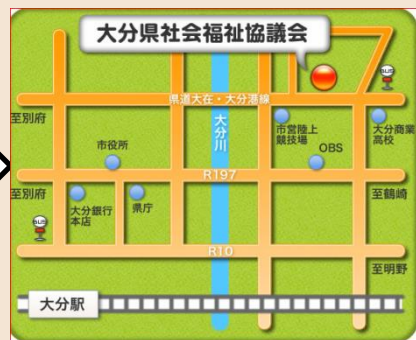 大分県社会福祉協議会
BUS
県道大在・大分港線
至別府
大分川
市営陸上
競技場
大分商業
高校
市役所
OBS
R197
至別府
至鶴崎
大分銀行
本店
県庁
BUS
R10
至明野
大分駅